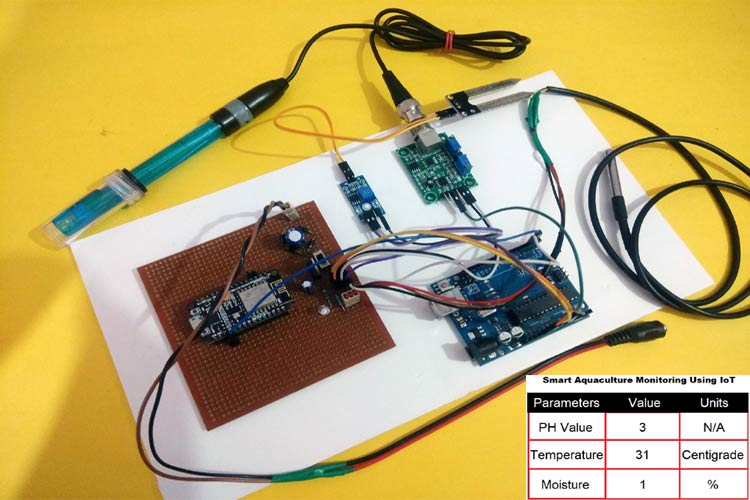 Smart Aquaculture Monitoring Using IoT
Parameters Value Units
PH Value 3 N/A
Temperature 31 Centigrade
Moisture 1 %